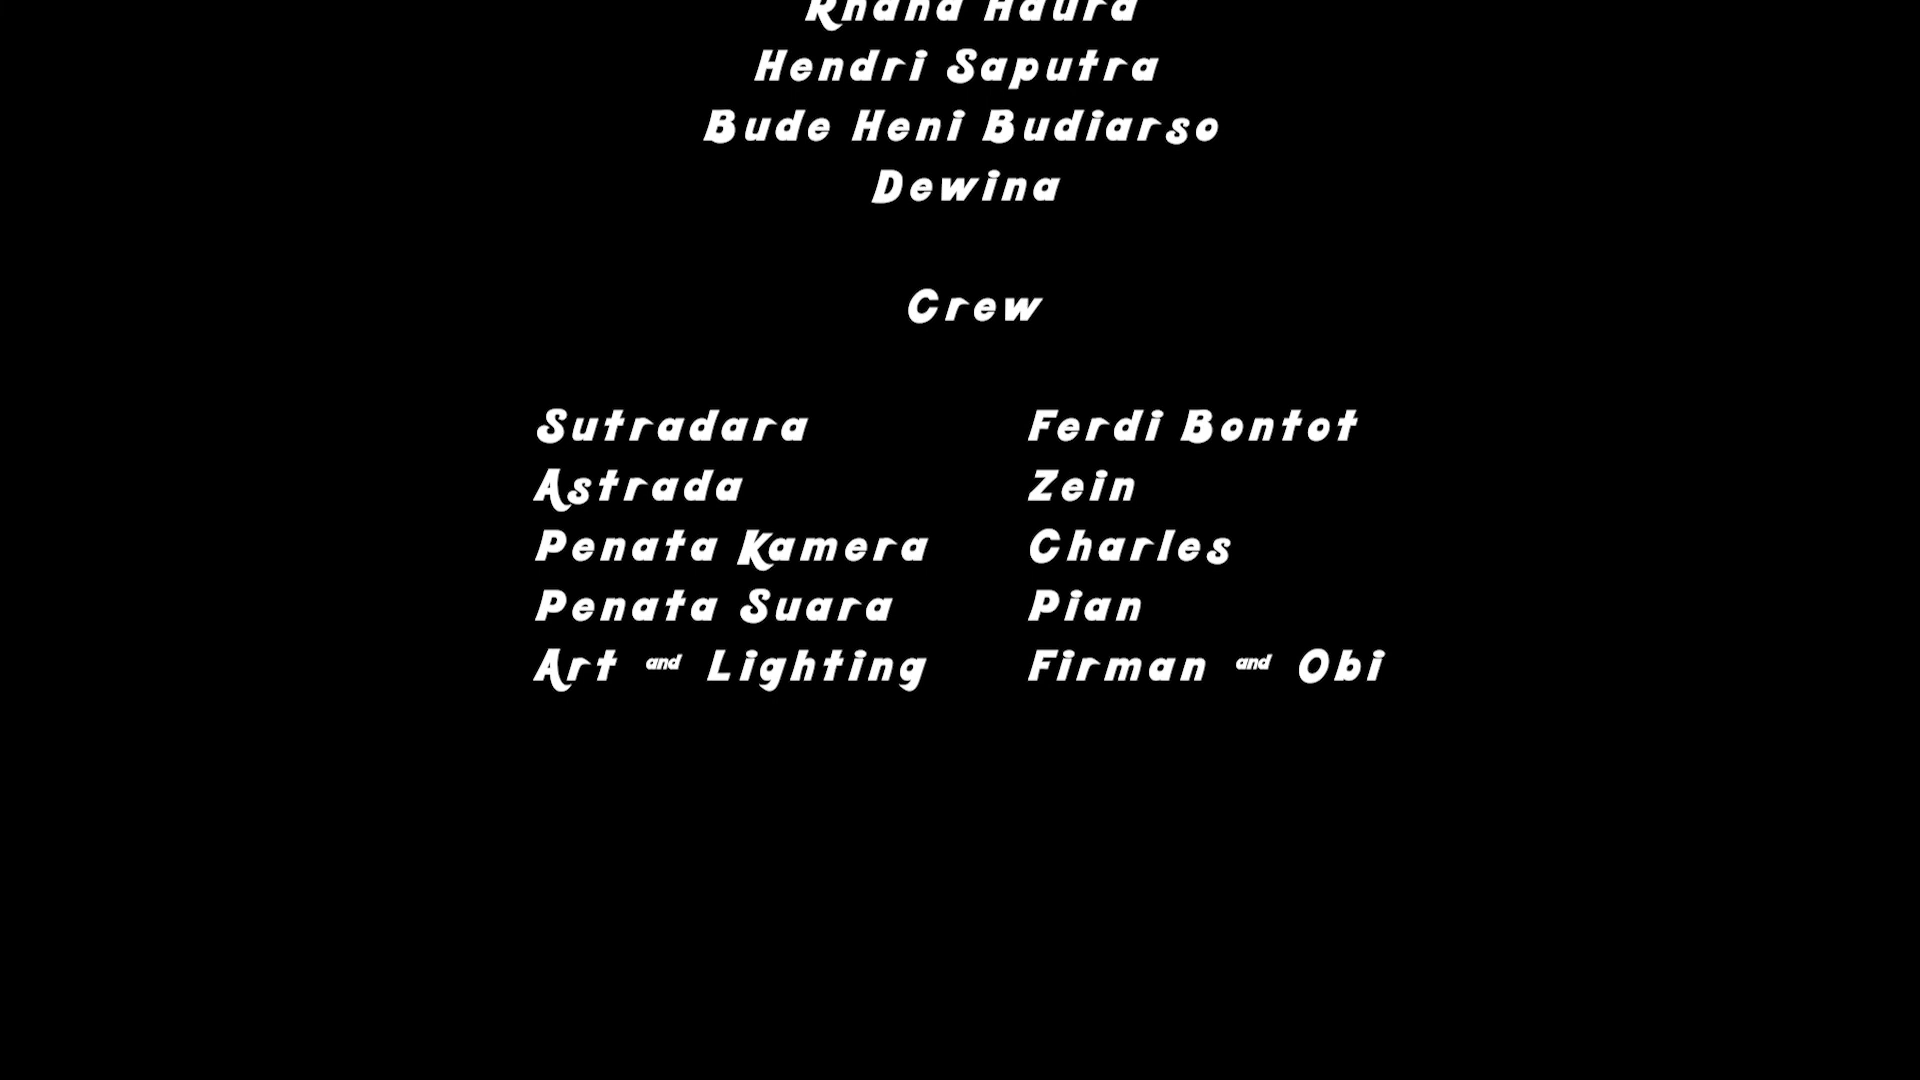 Hendri Saputra
Bude Heni Budiarso
Dewina
Crew
Sutradara Ferdi Bontot
Astrada Zein
Penata Kamera Charles
Penata Suara Pian
Art and Lighting Firman and Obi